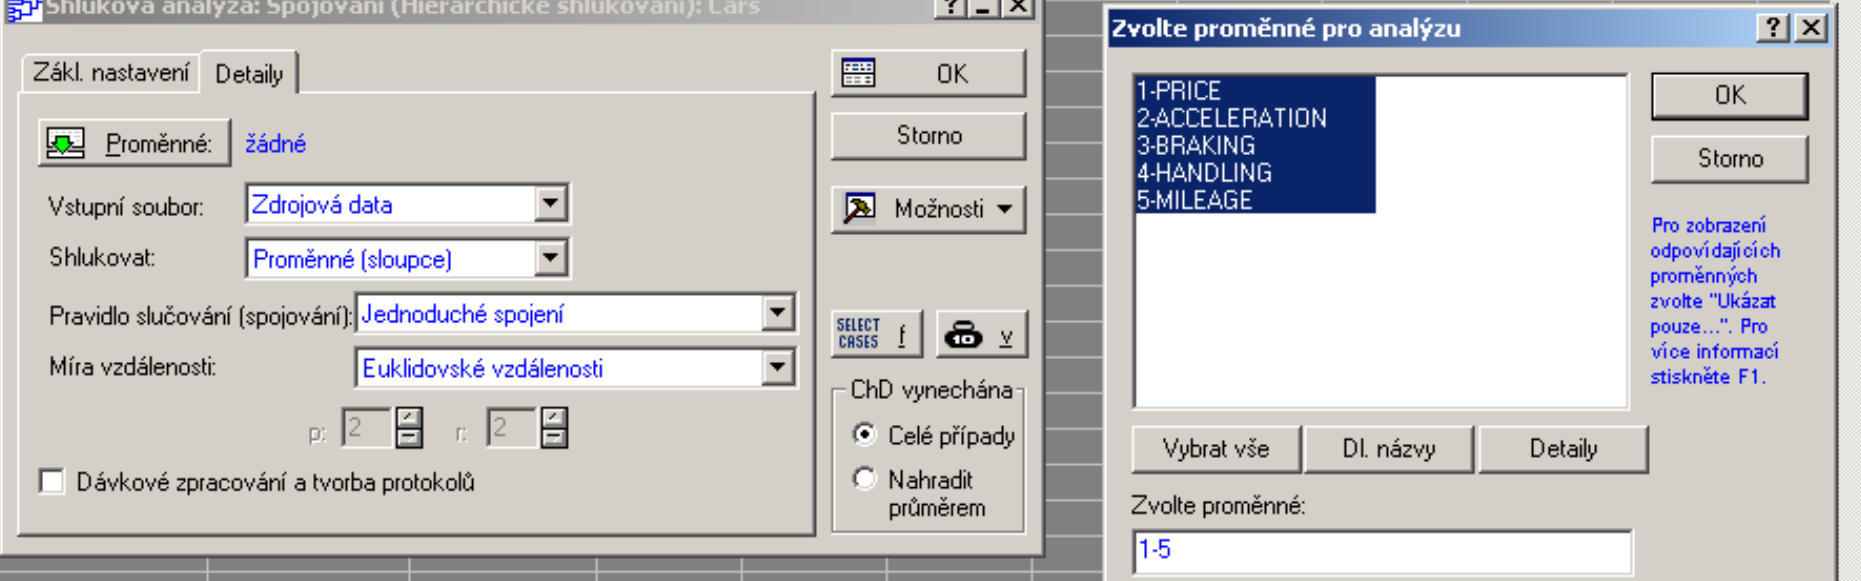 Shluková analýza: Spojování (Hierarchické shlukování): Cars
Zákl. nastavení
Detaily
Proměnné:
žádné
Vstupní soubor:
Zdrojová data
Shlukovat:
Proměnné (sloupce)
Pravidlo slučování (spojování):
Jednoduché spojení
Míra vzdálenosti:
Euklidovské vzdálenosti
p: 2
r: 2
Dávkové zpracování a tvorba protokolů
OK
Storno
Možnosti
SELECT
CASES
f
v
ChD vynechána
Celé případy
Nahradit
průměrem
Zvolte proměnné pro analýzu
1-PRICE
2-ACCELERATION
3-BRAKING
4-HANDLING
5-MILEAGE
OK
Storno
Pro zobrazení
odpovídajících
proměnných
zvolte "Ukázat
pouze...". Pro
více informací
stiskněte F1.
Vybrat vše
Dl. názvy
Detaily
Zvolte proměnné:
1-5